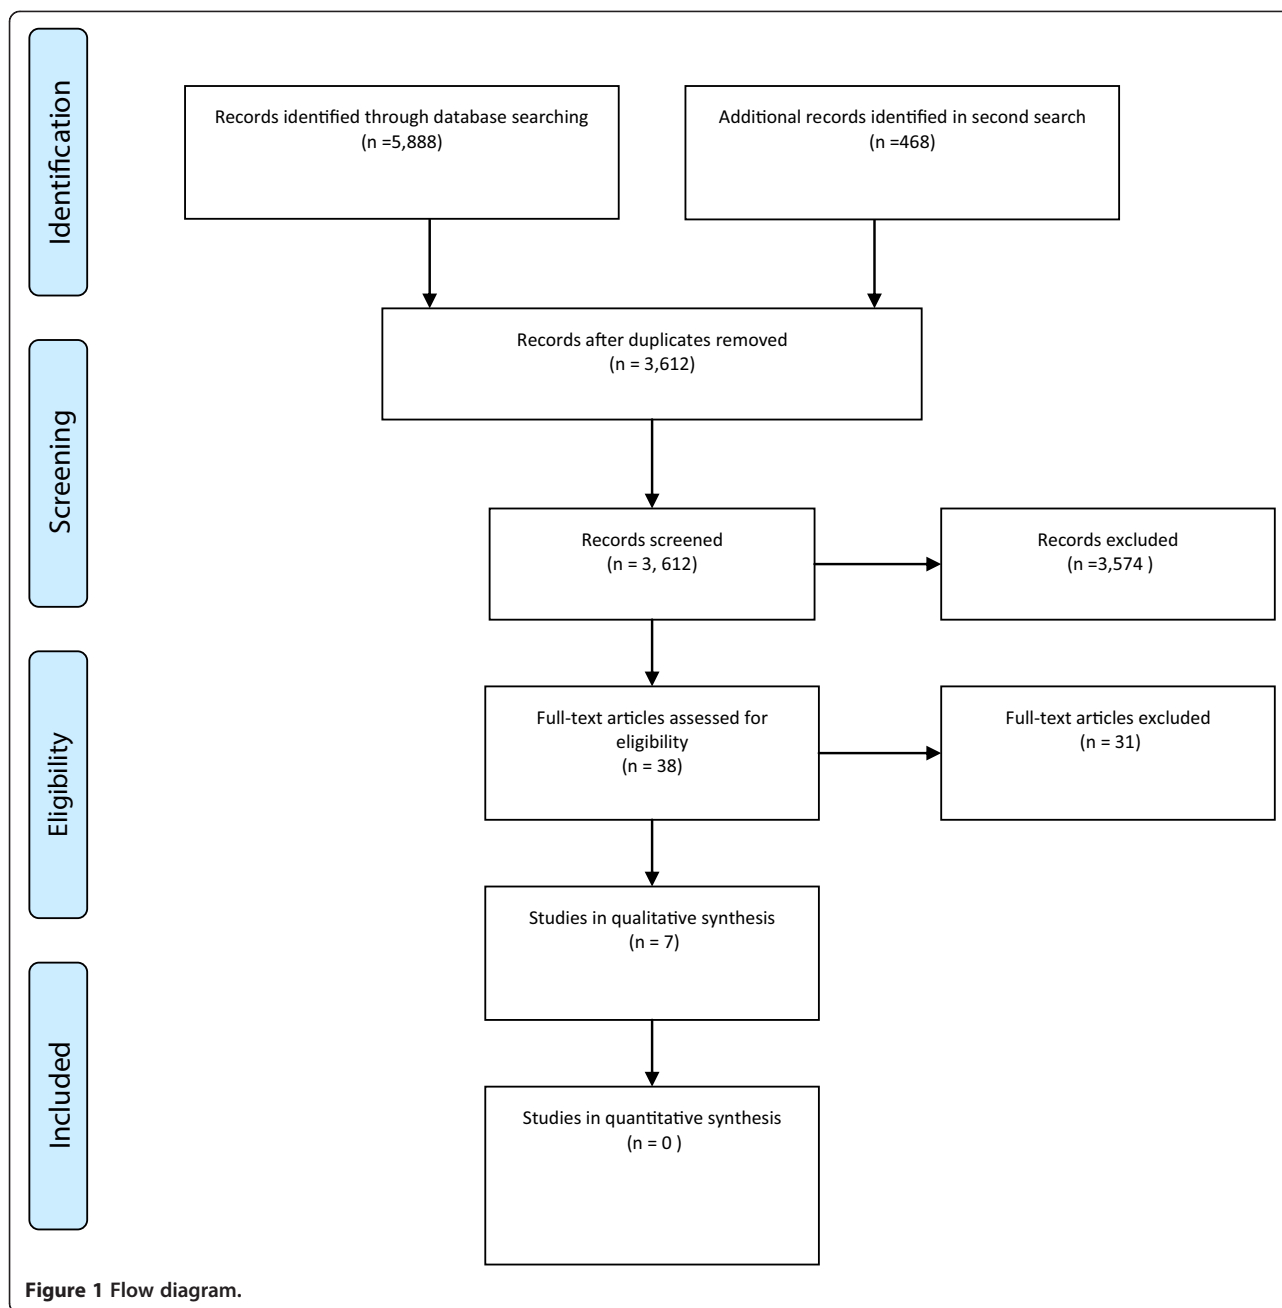 Identification
Records identified through database searching
(n =5,888)
Additional records identified in second search
(n =468)
Screening
Records after duplicates removed
(n = 3,612)
Records screened
(n = 3, 612)
Records excluded
(n =3,574 )
Eligibility
Full-text articles assessed for
eligibility
(n = 38)
Full-text articles excluded
(n = 31)
Studies in qualitative synthesis
(n = 7)
Included
Studies in quantitative synthesis
(n = 0 )
Figure 1 Flow diagram.